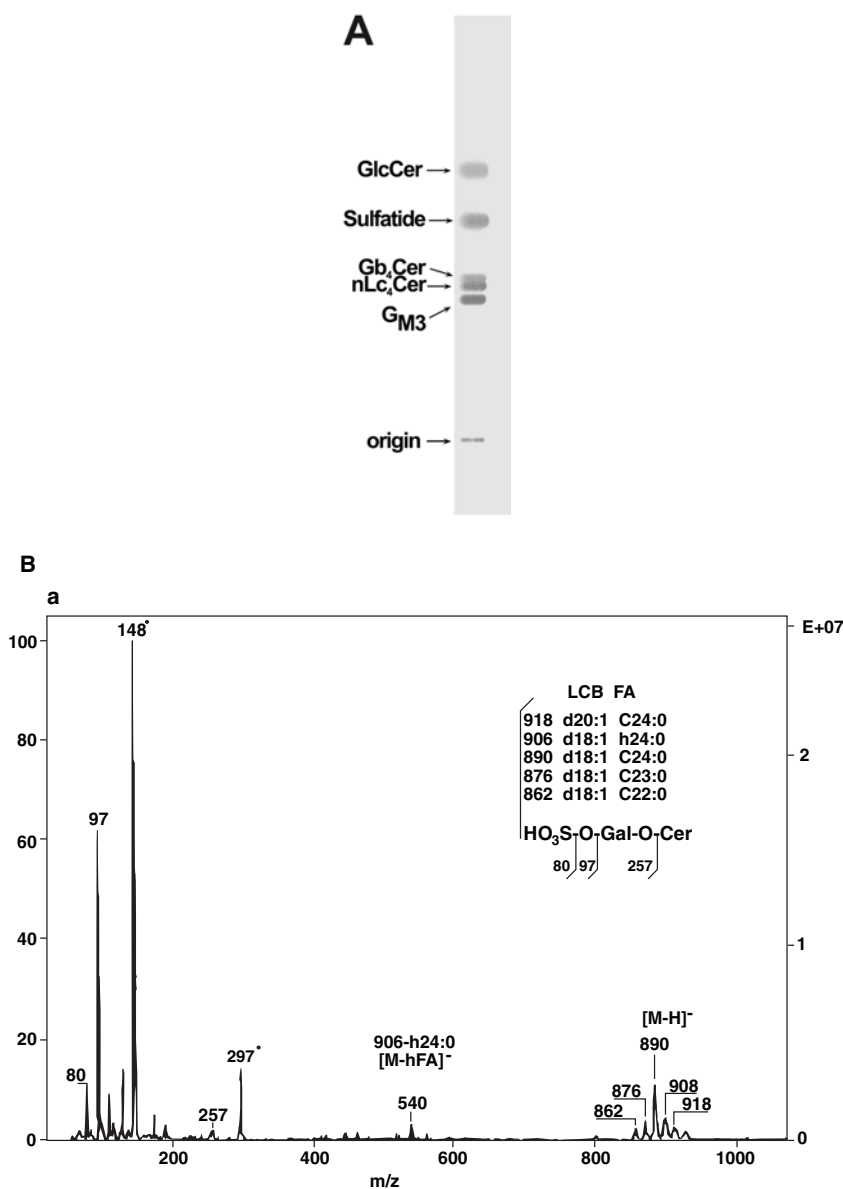 A
GlcCer
Sulfatide
Gb4Cer
nLc4Cer
GM3
origin
B
a
100
80
60
40
20
0
E+07
2
1
0
148•
97
80
257
297•
906-h24:0
[M-hFA]-
540
[M-H]-
890
876
862
908
918
LCB FA
918 d20:1 C24:0
906 d18:1 h24:0
890 d18:1 C24:0
876 d18:1 C23:0
862 d18:1 C22:0
HO3S-O-Gal-O-Cer
80 97 257
200 400 600 800 1000
m/z